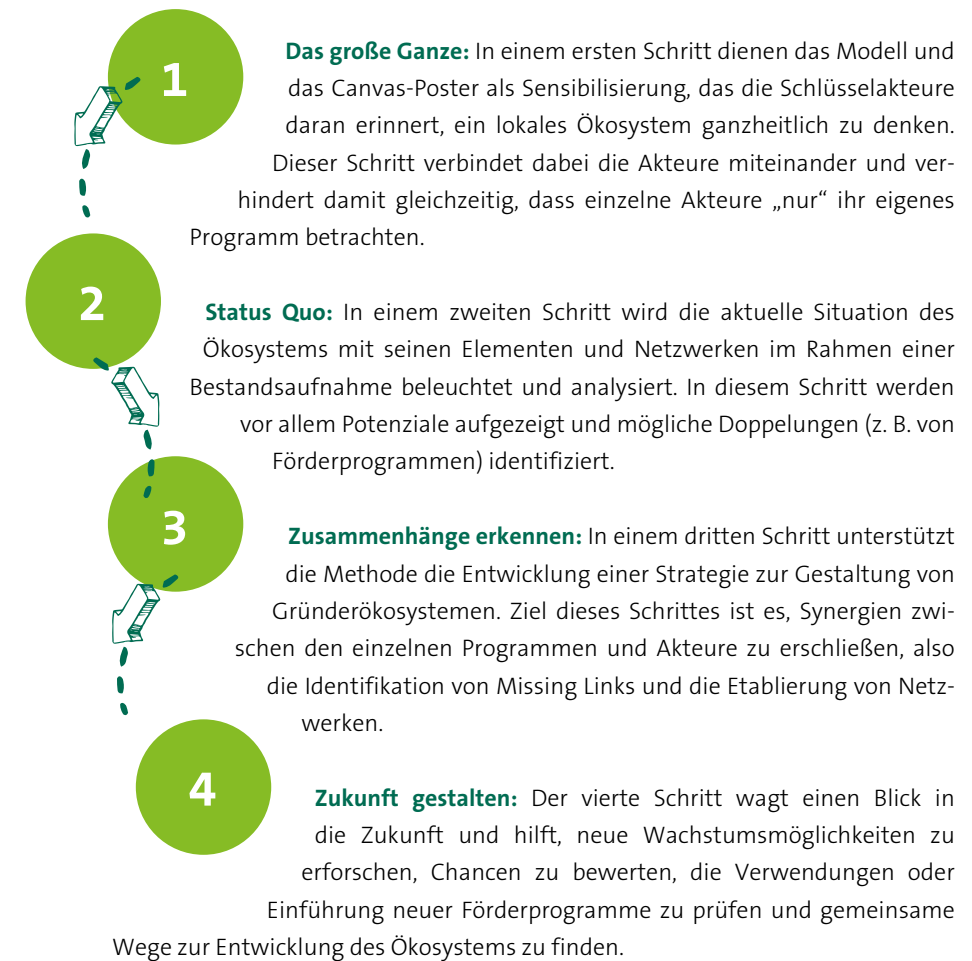 1
Das große Ganze: In einem ersten Schritt dienen das Modell und
das Canvas-Poster als Sensibilisierung, das die Schlüsselakteure
daran erinnert, ein lokales Ökosystem ganzheitlich zu denken.
Dieser Schritt verbindet dabei die Akteure miteinander und ver-
hindert damit gleichzeitig, dass einzelne Akteure „nur“ ihr eigenes
Programm betrachten.
2
Status Quo: In einem zweiten Schritt wird die aktuelle Situation des
Ökosystems mit seinen Elementen und Netzwerken im Rahmen einer
Bestandsaufnahme beleuchtet und analysiert. In diesem Schritt werden
vor allem Potenziale aufgezeigt und mögliche Doppelungen (z. B. von
Förderprogrammen) identifiziert.
3
Zusammenhänge erkennen: In einem dritten Schritt unterstützt
die Methode die Entwicklung einer Strategie zur Gestaltung von
Gründerökosystemen. Ziel dieses Schrittes ist es, Synergien zwi-
schen den einzelnen Programmen und Akteure zu erschließen, also
die Identifikation von Missing Links und die Etablierung von Netz-
werken.
4
Zukunft gestalten: Der vierte Schritt wagt einen Blick in
die Zukunft und hilft, neue Wachstumsmöglichkeiten zu
erforschen, Chancen zu bewerten, die Verwendungen oder
Einführung neuer Förderprogramme zu prüfen und gemeinsame
Wege zur Entwicklung des Ökosystems zu finden.